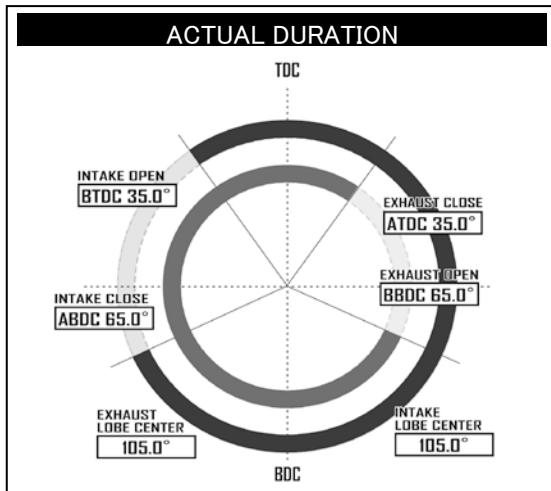 ACTUAL DURATION
TDC
INTAKE OPEN
BTDC 35.0°
EXHAUST CLOSE
ATDC 35.0°
EXHAUST OPEN
BBDC 65.0°
INTAKE CLOSE
ABDC 65.0°
EXHAUST
LOBE CENTER
105.0°
INTAKE
LOBE CENTER
105.0°
BDC